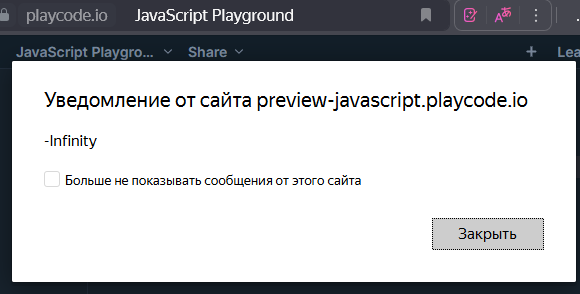 playcode.io JavaScript Playground
JavaScript Playgro... Share + Lea
Уведомление от сайта preview-javascript.playcode.io
-Infinity
Больше не показывать сообщения от этого сайта
Закрыть